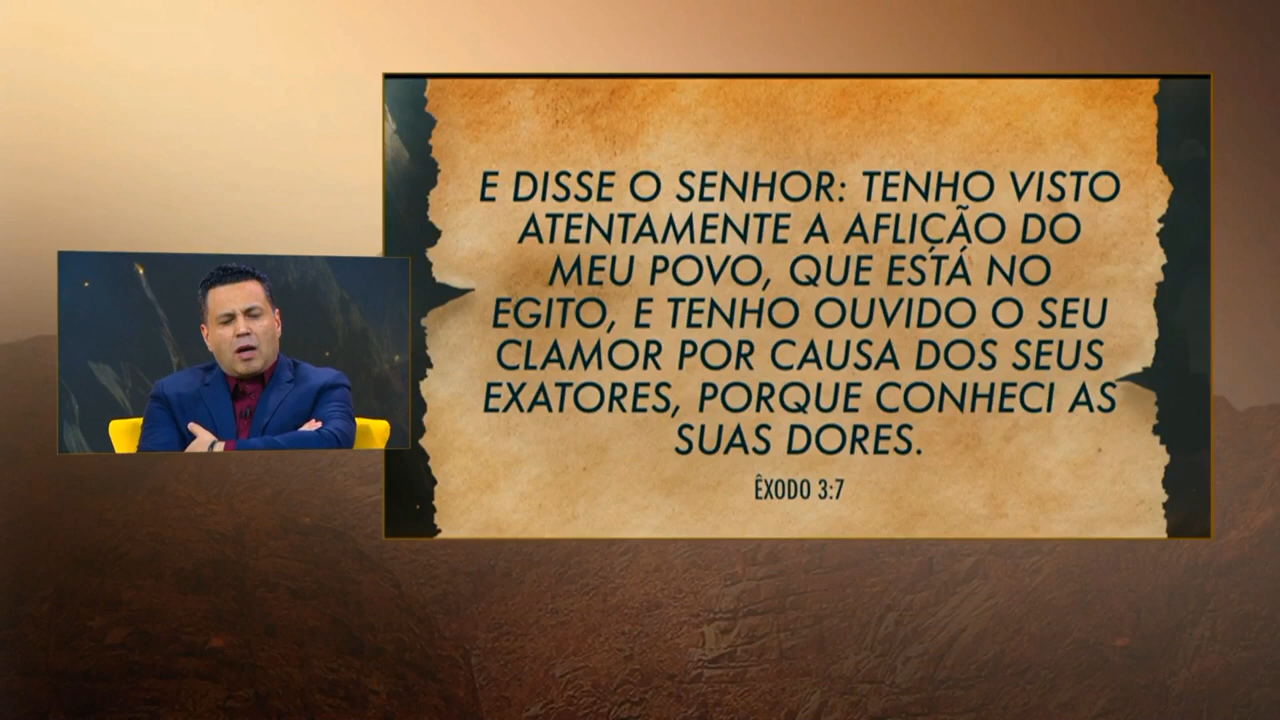 E DISSE O SENHOR: TENHO VISTO
ATENTAMENTE A AFLIÇÃO DO
MEU POVO, QUE ESTÁ NO
EGITO, E TENHO OUVIDO O SEU
CLAMOR POR CAUSA DOS SEUS
EXATORES, PORQUE CONHECI AS
SUAS DORES.
ÊXODO 3:7